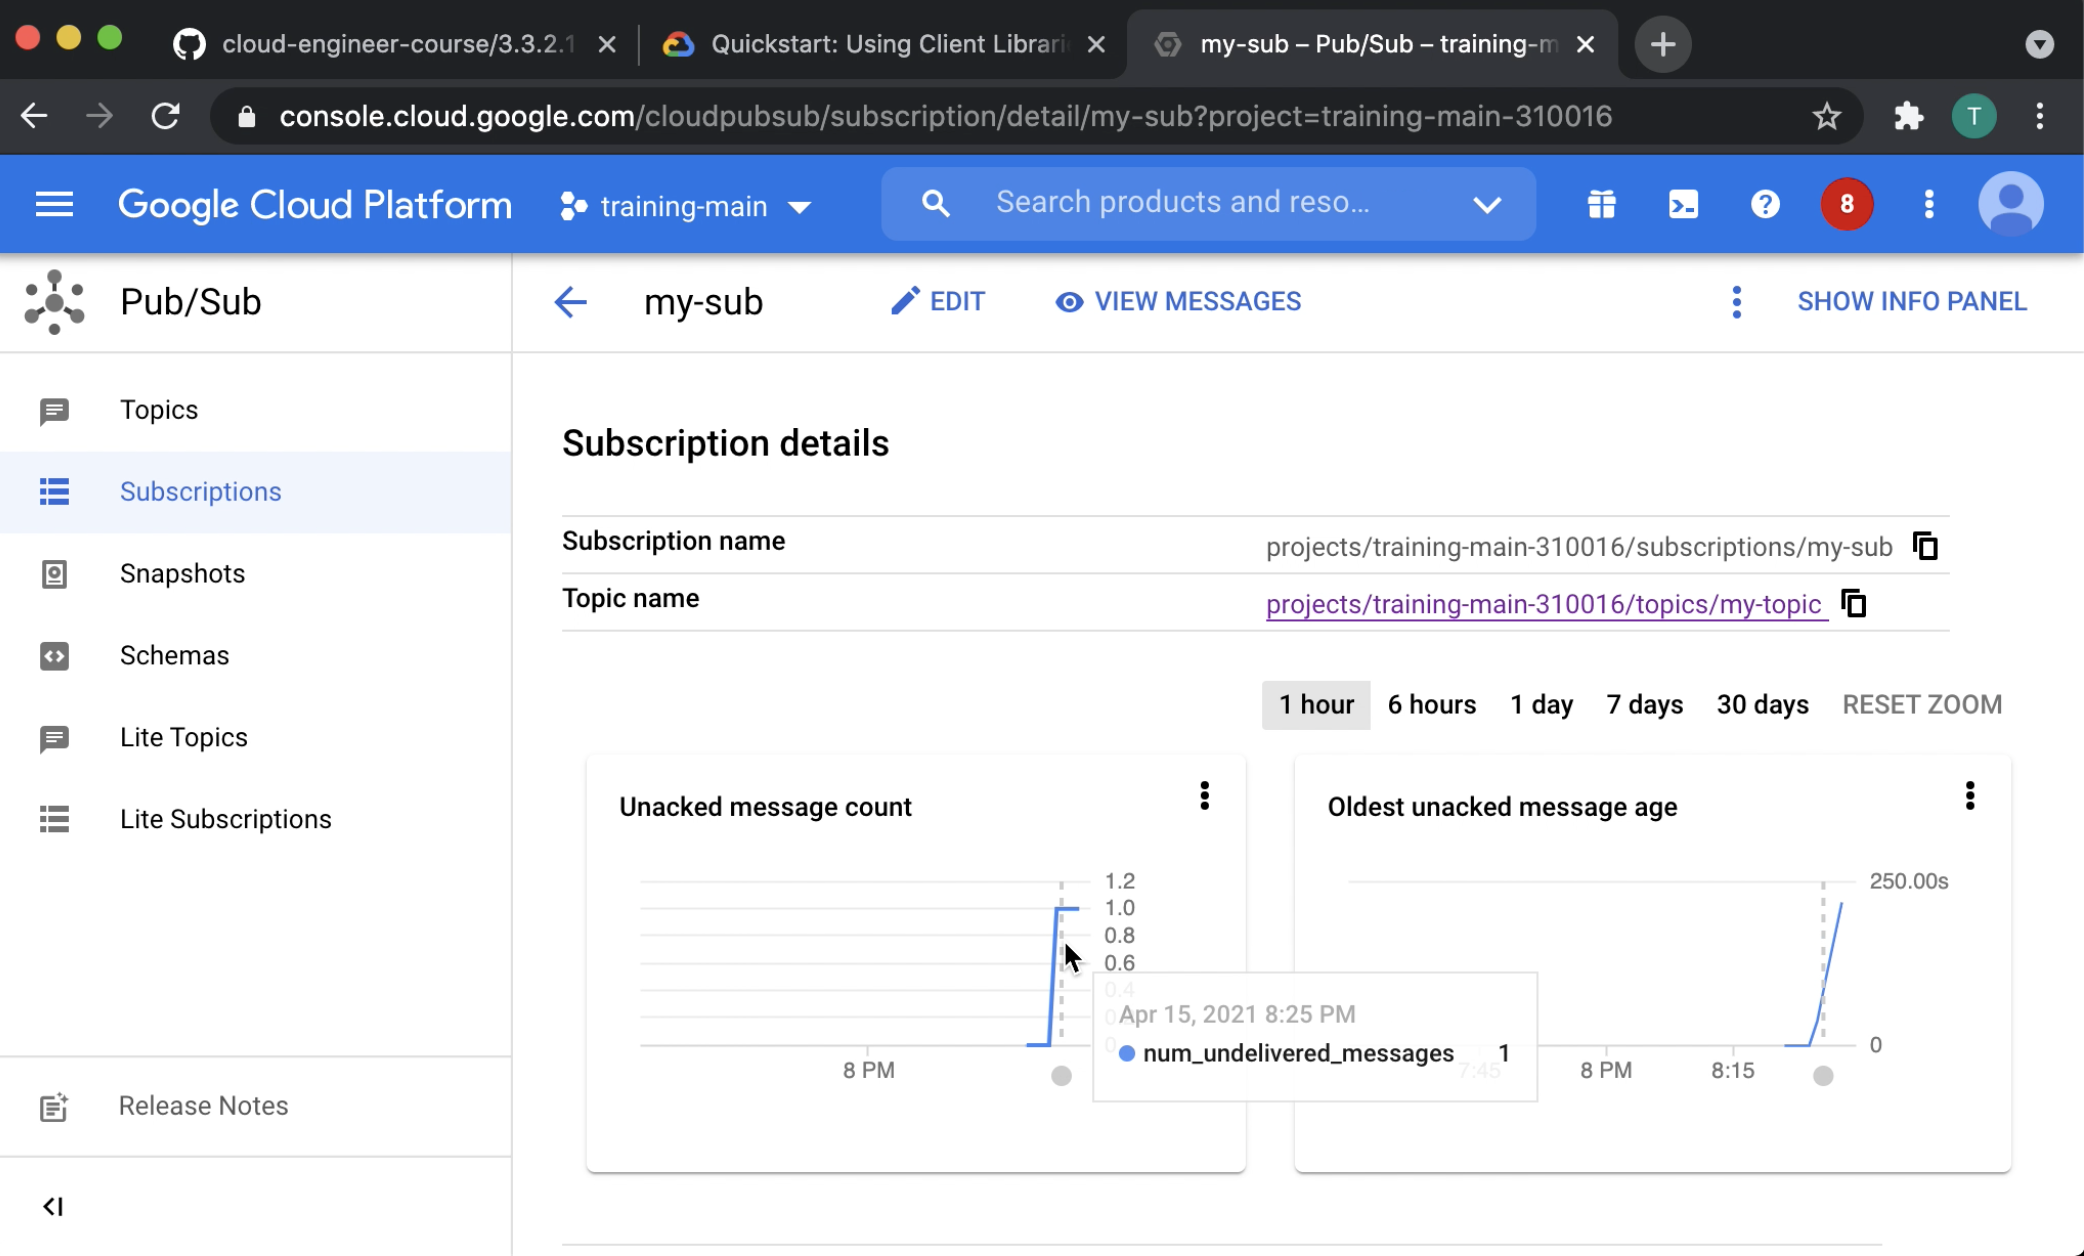 cloud-engineer-course/3.3.2.1
Quickstart: Using Client Librari
my-sub – Pub/Sub – training-m
console.cloud.google.com/cloudpubsub/subscription/detail/my-sub?project=training-main-310016
T
Google Cloud Platform
training-main
Search products and reso...
8
Pub/Sub
my-sub
EDIT
VIEW MESSAGES
SHOW INFO PANEL
Topics
Subscriptions
Snapshots
Schemas
Lite Topics
Lite Subscriptions
Release Notes
Subscription details
Subscription name
projects/training-main-310016/subscriptions/my-sub
Topic name
projects/training-main-310016/topics/my-topic
1 hour
6 hours
1 day
7 days
30 days
RESET ZOOM
Unacked message count
1.2
1.0
0.8
0.6
0.4
8 PM
Apr 15, 2021 8:25 PM
num_undelivered_messages 1
Oldest unacked message age
250.00s
0
7:45
8 PM
8:15